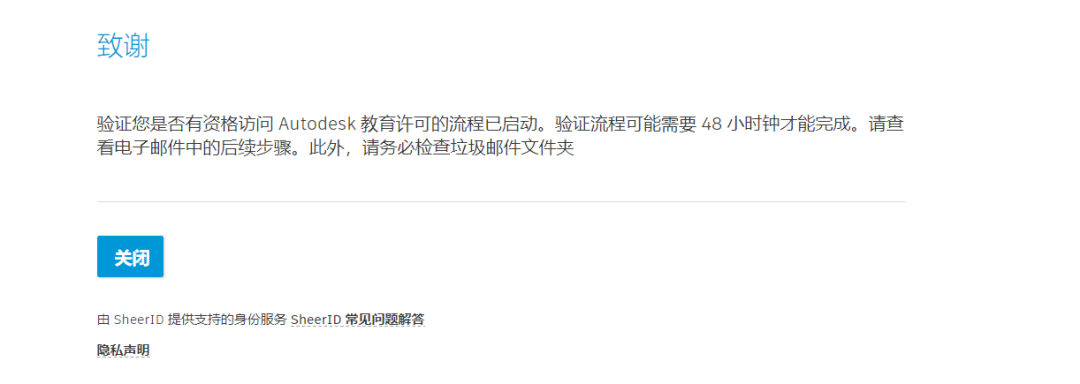 致谢
验证您是否有资格访问 Autodesk 教育许可的流程已启动。验证流程可能需要 48 小时钟才能完成。请查
看电子邮件中的后续步骤。此外，请务必检查垃圾邮件文件夹
关闭
由 SheerID 提供支持的身份服务 SheerID 常见问题解答
隐私声明